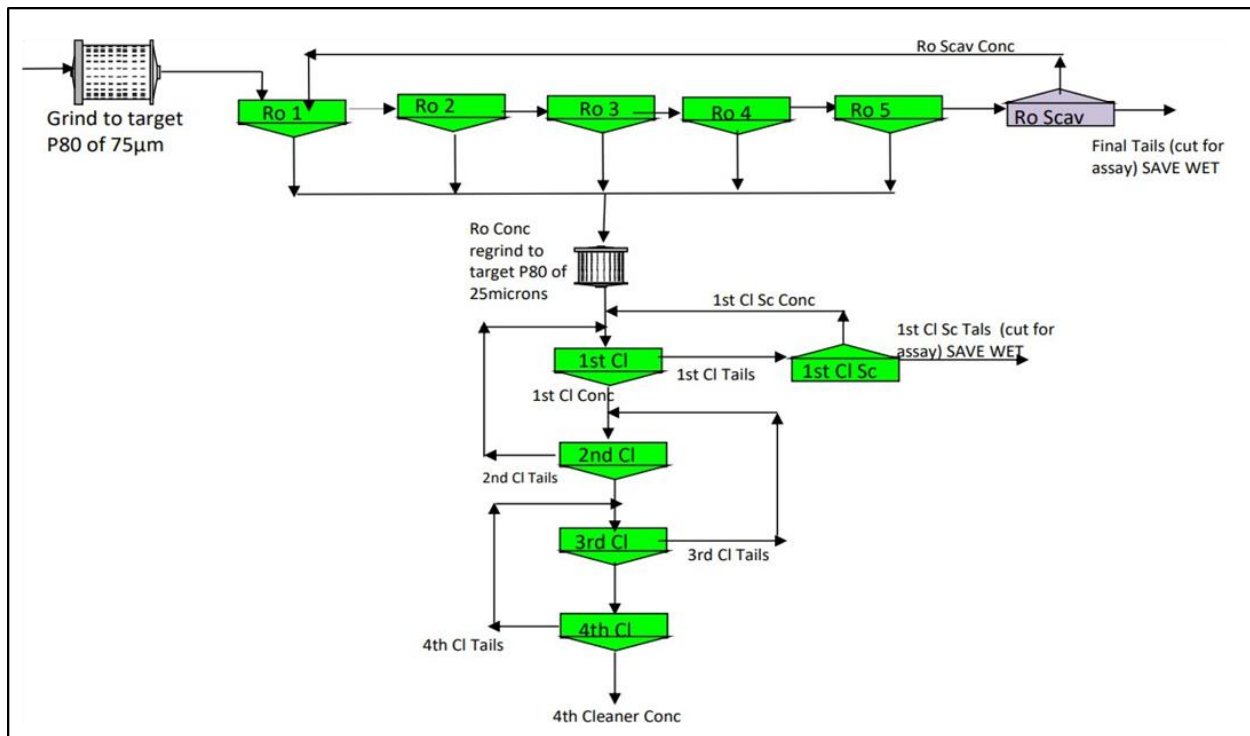 Ro Scav Conc
Grind to target
P80 of 75µm
Ro 1
Ro 2
Ro 3
Ro 4
Ro 5
Ro Scav
Final Tails (cut for
assay) SAVE WET
Ro Conc
regrind to
target P80 of
25microns
1st Cl Sc Conc
1st Cl Sc Tals (cut for
assay) SAVE WET
1st Cl
1st Cl Tails
1st Cl Sc
1st Cl Conc
2nd Cl
2nd Cl Tails
3rd Cl
3rd Cl Tails
4th Cl
4th Cl Tails
4th Cleaner Conc